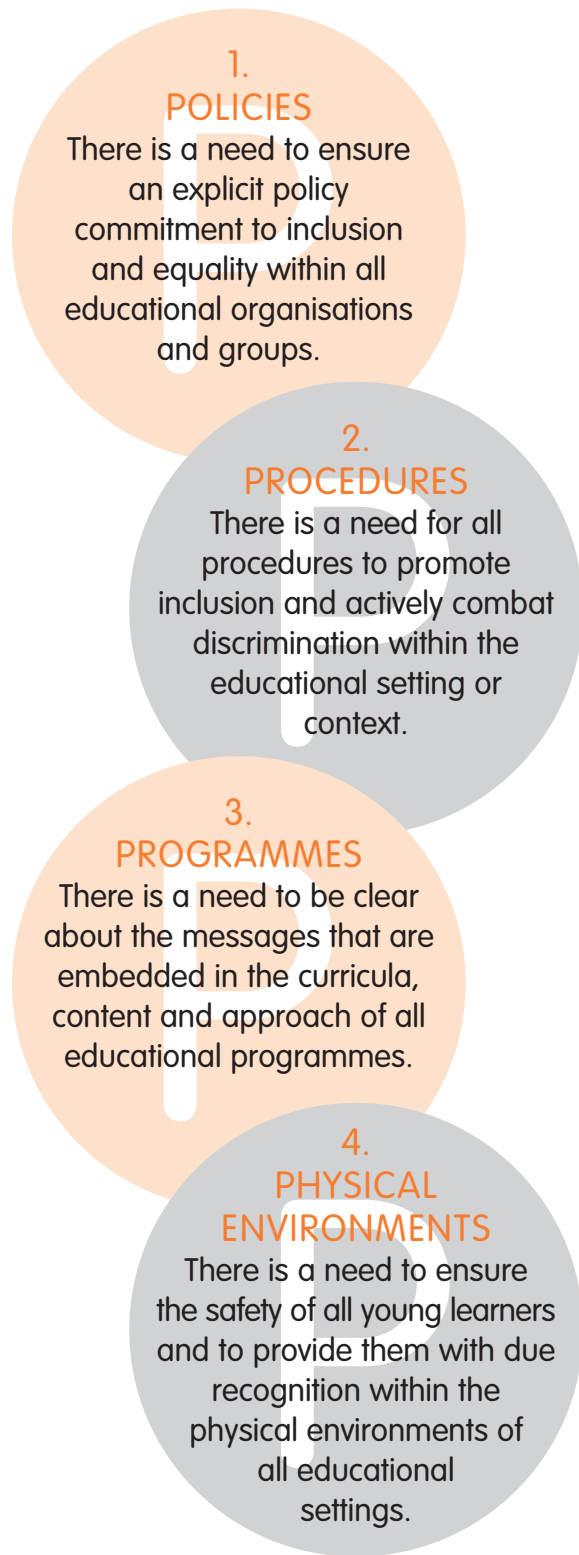 1.
POLICIES
There is a need to ensure
an explicit policy
commitment to inclusion
and equality within all
educational organisations
and groups.
2.
PROCEDURES
There is a need for all
procedures to promote
inclusion and actively combat
discrimination within the
educational setting or
context.
3.
PROGRAMMES
There is a need to be clear
about the messages that are
embedded in the curricula,
content and approach of all
educational programmes.
4.
PHYSICAL
ENVIRONMENTS
There is a need to ensure
the safety of all young learners
and to provide them with due
recognition within the
physical environments of
all educational
settings.